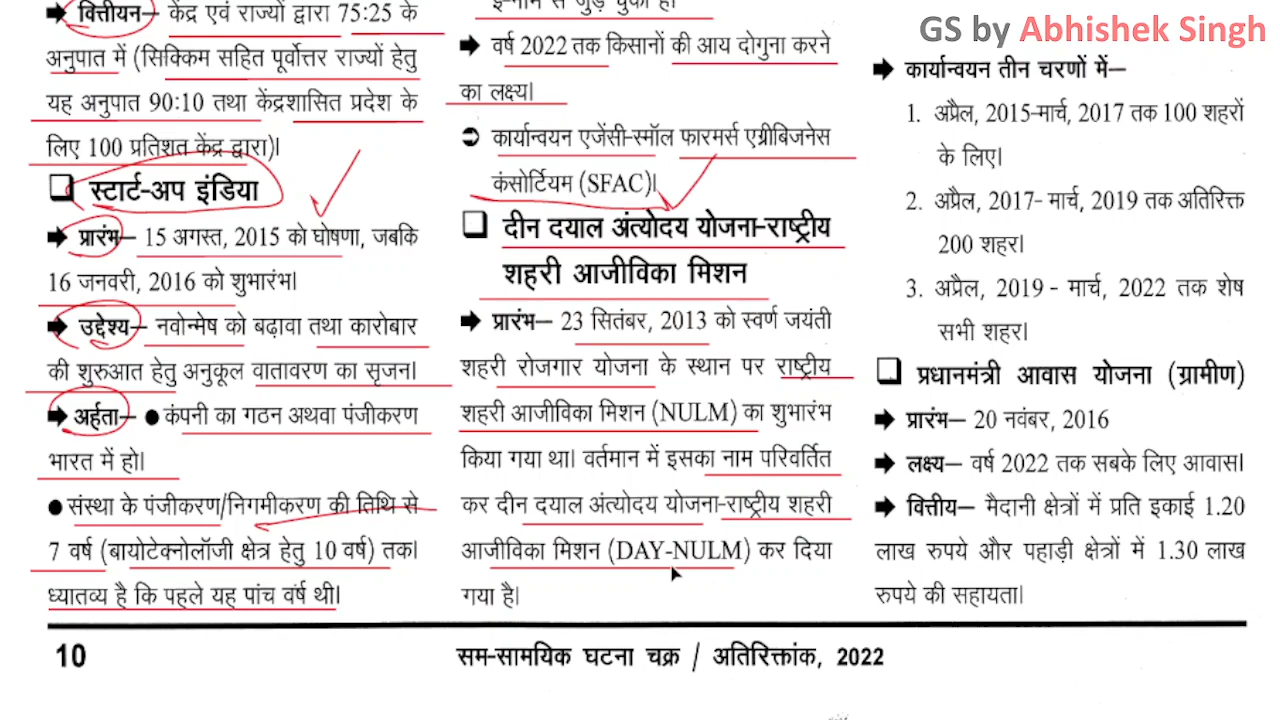 GS by Abhishek Singh
➡ वित्तीयन– केंद्र एवं राज्यों द्वारा 75:25 के
अनुपात में (सिक्किम सहित पूर्वोत्तर राज्यों हेतु
यह अनुपात 90:10 तथा केंद्रशासित प्रदेश के
लिए 100 प्रतिशत केंद्र द्वारा)।
❑ स्टार्ट-अप इंडिया
➡ प्रारंभ– 15 अगस्त, 2015 को घोषणा, जबकि
16 जनवरी, 2016 को शुभारंभ।
➡ उद्देश्य– नवोन्मेष को बढ़ावा तथा कारोबार
की शुरुआत हेतु अनुकूल वातावरण का सृजन।
➡ अर्हता– ● कंपनी का गठन अथवा पंजीकरण
भारत में हो।
● संस्था के पंजीकरण/निगमीकरण की तिथि से
7 वर्ष (बायोटेक्नोलॉजी क्षेत्र हेतु 10 वर्ष) तक।
ध्यातव्य है कि पहले यह पांच वर्ष थी।
इ-नाम से जुड़ चुका है।
➡ वर्ष 2022 तक किसानों की आय दोगुना करने
का लक्ष्य।
➲ कार्यान्वयन एजेंसी-स्मॉल फारमर्स एग्रीबिजनेस
कंसोर्टियम (SFAC)।
❑ दीन दयाल अंत्योदय योजना-राष्ट्रीय
शहरी आजीविका मिशन
➡ प्रारंभ– 23 सितंबर, 2013 को स्वर्ण जयंती
शहरी रोजगार योजना के स्थान पर राष्ट्रीय
शहरी आजीविका मिशन (NULM) का शुभारंभ
किया गया था। वर्तमान में इसका नाम परिवर्तित
कर दीन दयाल अंत्योदय योजना-राष्ट्रीय शहरी
आजीविका मिशन (DAY-NULM) कर दिया
गया है।
➡ कार्यान्वयन तीन चरणों में–
1. अप्रैल, 2015-मार्च, 2017 तक 100 शहरों
के लिए।
2. अप्रैल, 2017- मार्च, 2019 तक अतिरिक्त
200 शहर।
3. अप्रैल, 2019 - मार्च, 2022 तक शेष
सभी शहर।
❑ प्रधानमंत्री आवास योजना (ग्रामीण)
➡ प्रारंभ– 20 नवंबर, 2016
➡ लक्ष्य– वर्ष 2022 तक सबके लिए आवास।
➡ वित्तीय– मैदानी क्षेत्रों में प्रति इकाई 1.20
लाख रुपये और पहाड़ी क्षेत्रों में 1.30 लाख
रुपये की सहायता।
10
सम-सामयिक घटना चक्र / अतिरिक्तांक, 2022